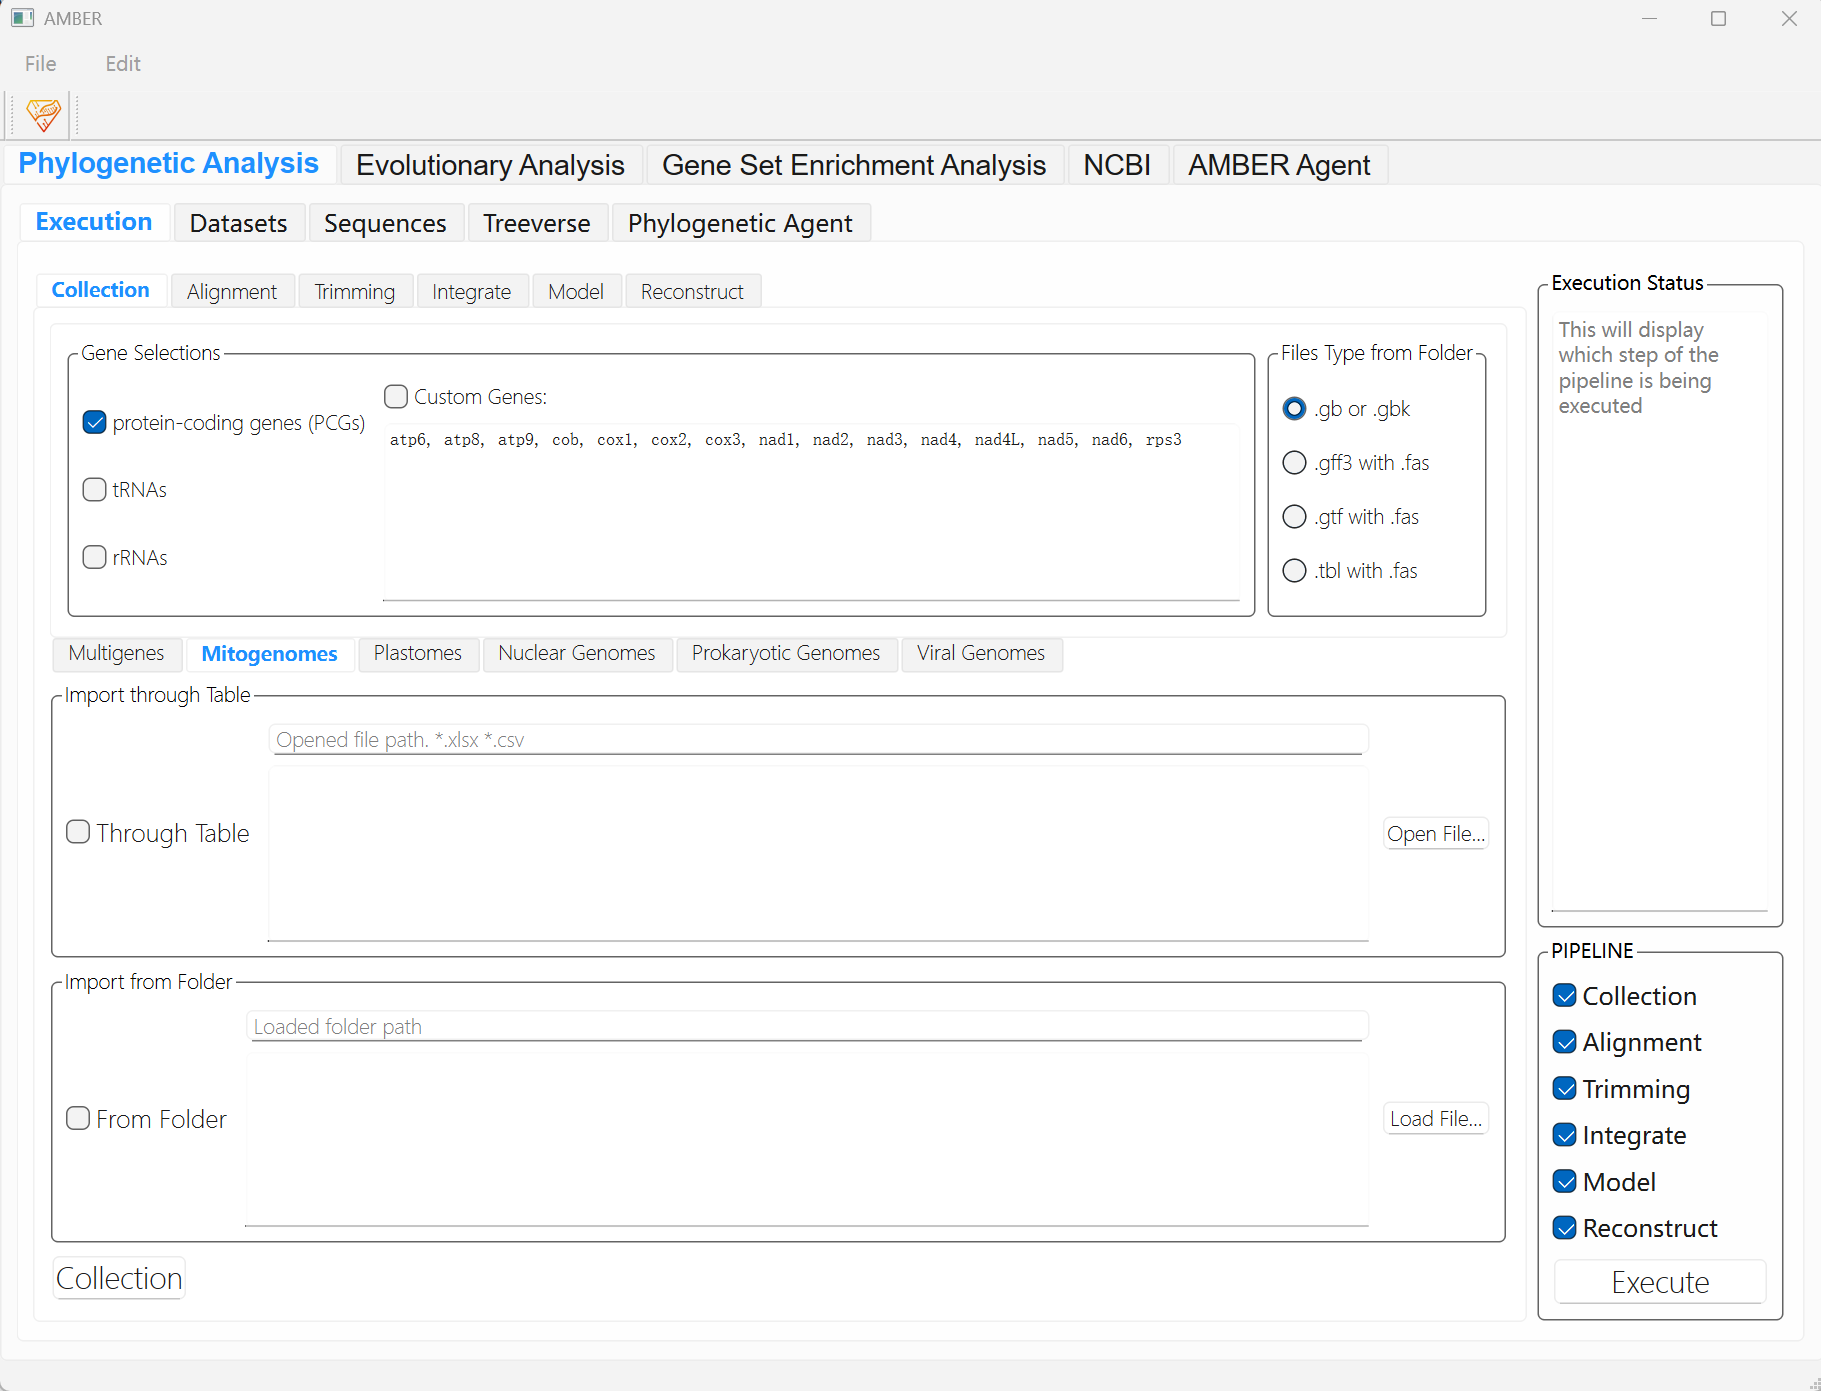 AMBER
File Edit
Phylogenetic Analysis Evolutionary Analysis Gene Set Enrichment Analysis NCBI AMBER Agent
Execution Datasets Sequences Treeverse Phylogenetic Agent
Collection Alignment Trimming Integrate Model Reconstruct
Gene Selections
protein-coding genes (PCGs)
tRNAs
rRNAs
Custom Genes:
atp6, atp8, atp9, cob, cox1, cox2, cox3, nad1, nad2, nad3, nad4, nad4L, nad5, nad6, rps3
Files Type from Folder
.gb or .gbk
.gff3 with .fas
.gtf with .fas
.tbl with .fas
Multigenes Mitogenomes Plastomes Nuclear Genomes Prokaryotic Genomes Viral Genomes
Import through Table
Opened file path. *.xlsx *.csv
Through Table
Open File...
Import from Folder
Loaded folder path
From Folder
Load File...
Collection
Execution Status
This will display
which step of the
pipeline is being
executed
PIPELINE
Collection
Alignment
Trimming
Integrate
Model
Reconstruct
Execute